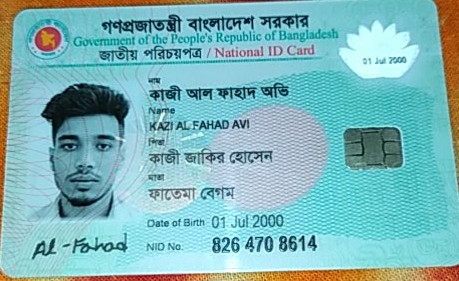 গণপ্রজাতন্ত্রী বাংলাদেশ সরকার
Government of the People's Republic of Bangladesh
জাতীয় পরিচয়পত্র / National ID Card
01 Jul 2000
নাম
কাজী আল ফাহাদ অভি
Name
KAZI AL FAHAD AVI
পিতা
কাজী জাকির হোসেন
মাতা
ফাতেমা বেগম
Date of Birth 01 Jul 2000
Al-Fahad
NID No. 826 470 8614